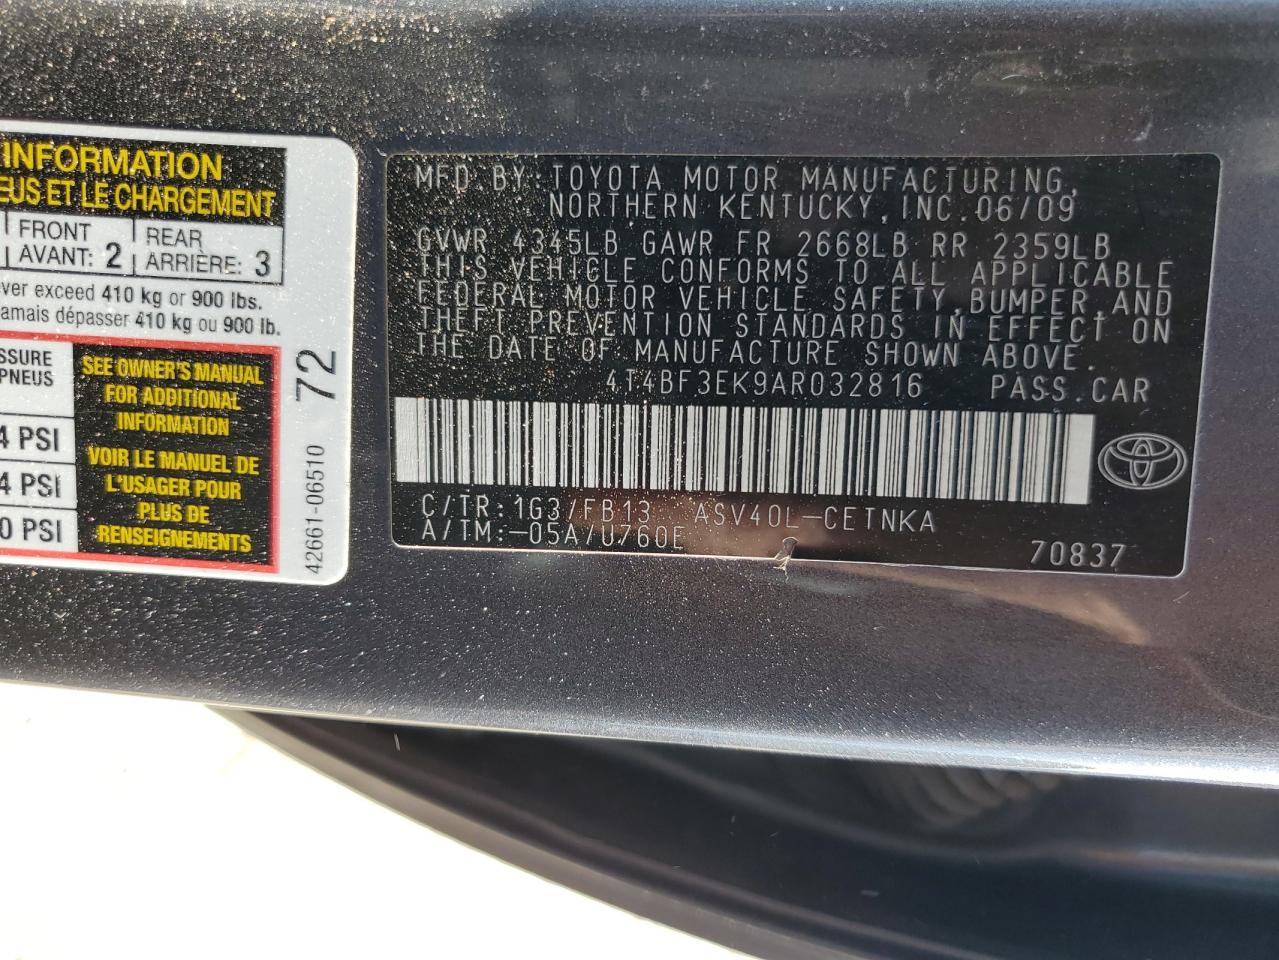 INFORMATION
EUS ET LE CHARGEMENT
FRONT
AVANT: 2
REAR
ARRIÈRE: 3
ver exceed 410 kg or 900 lbs.
amais dépasser 410 kg ou 900 lb.
SSURE
PNEUS
4 PSI
4 PSI
0 PSI
SEE OWNER'S MANUAL
FOR ADDITIONAL
INFORMATION
VOIR LE MANUEL DE
L'USAGER POUR
PLUS DE
RENSEIGNEMENTS
42661-06510 72
MFD BY: TOYOTA MOTOR MANUFACTURING,
NORTHERN KENTUCKY, INC. 06/09
GVWR 4345LB GAWR FR 2668LB RR 2359LB
THIS VEHICLE CONFORMS TO ALL APPLICABLE
FEDERAL MOTOR VEHICLE SAFETY, BUMPER, AND
THEFT PREVENTION STANDARDS IN EFFECT ON
THE DATE OF MANUFACTURE SHOWN ABOVE.
4T4BF3EK9AR032816 PASS.CAR
C/TR: 1G3/FB13 ASV40L-CETNKA
A/TM: -05A/U760E
70837